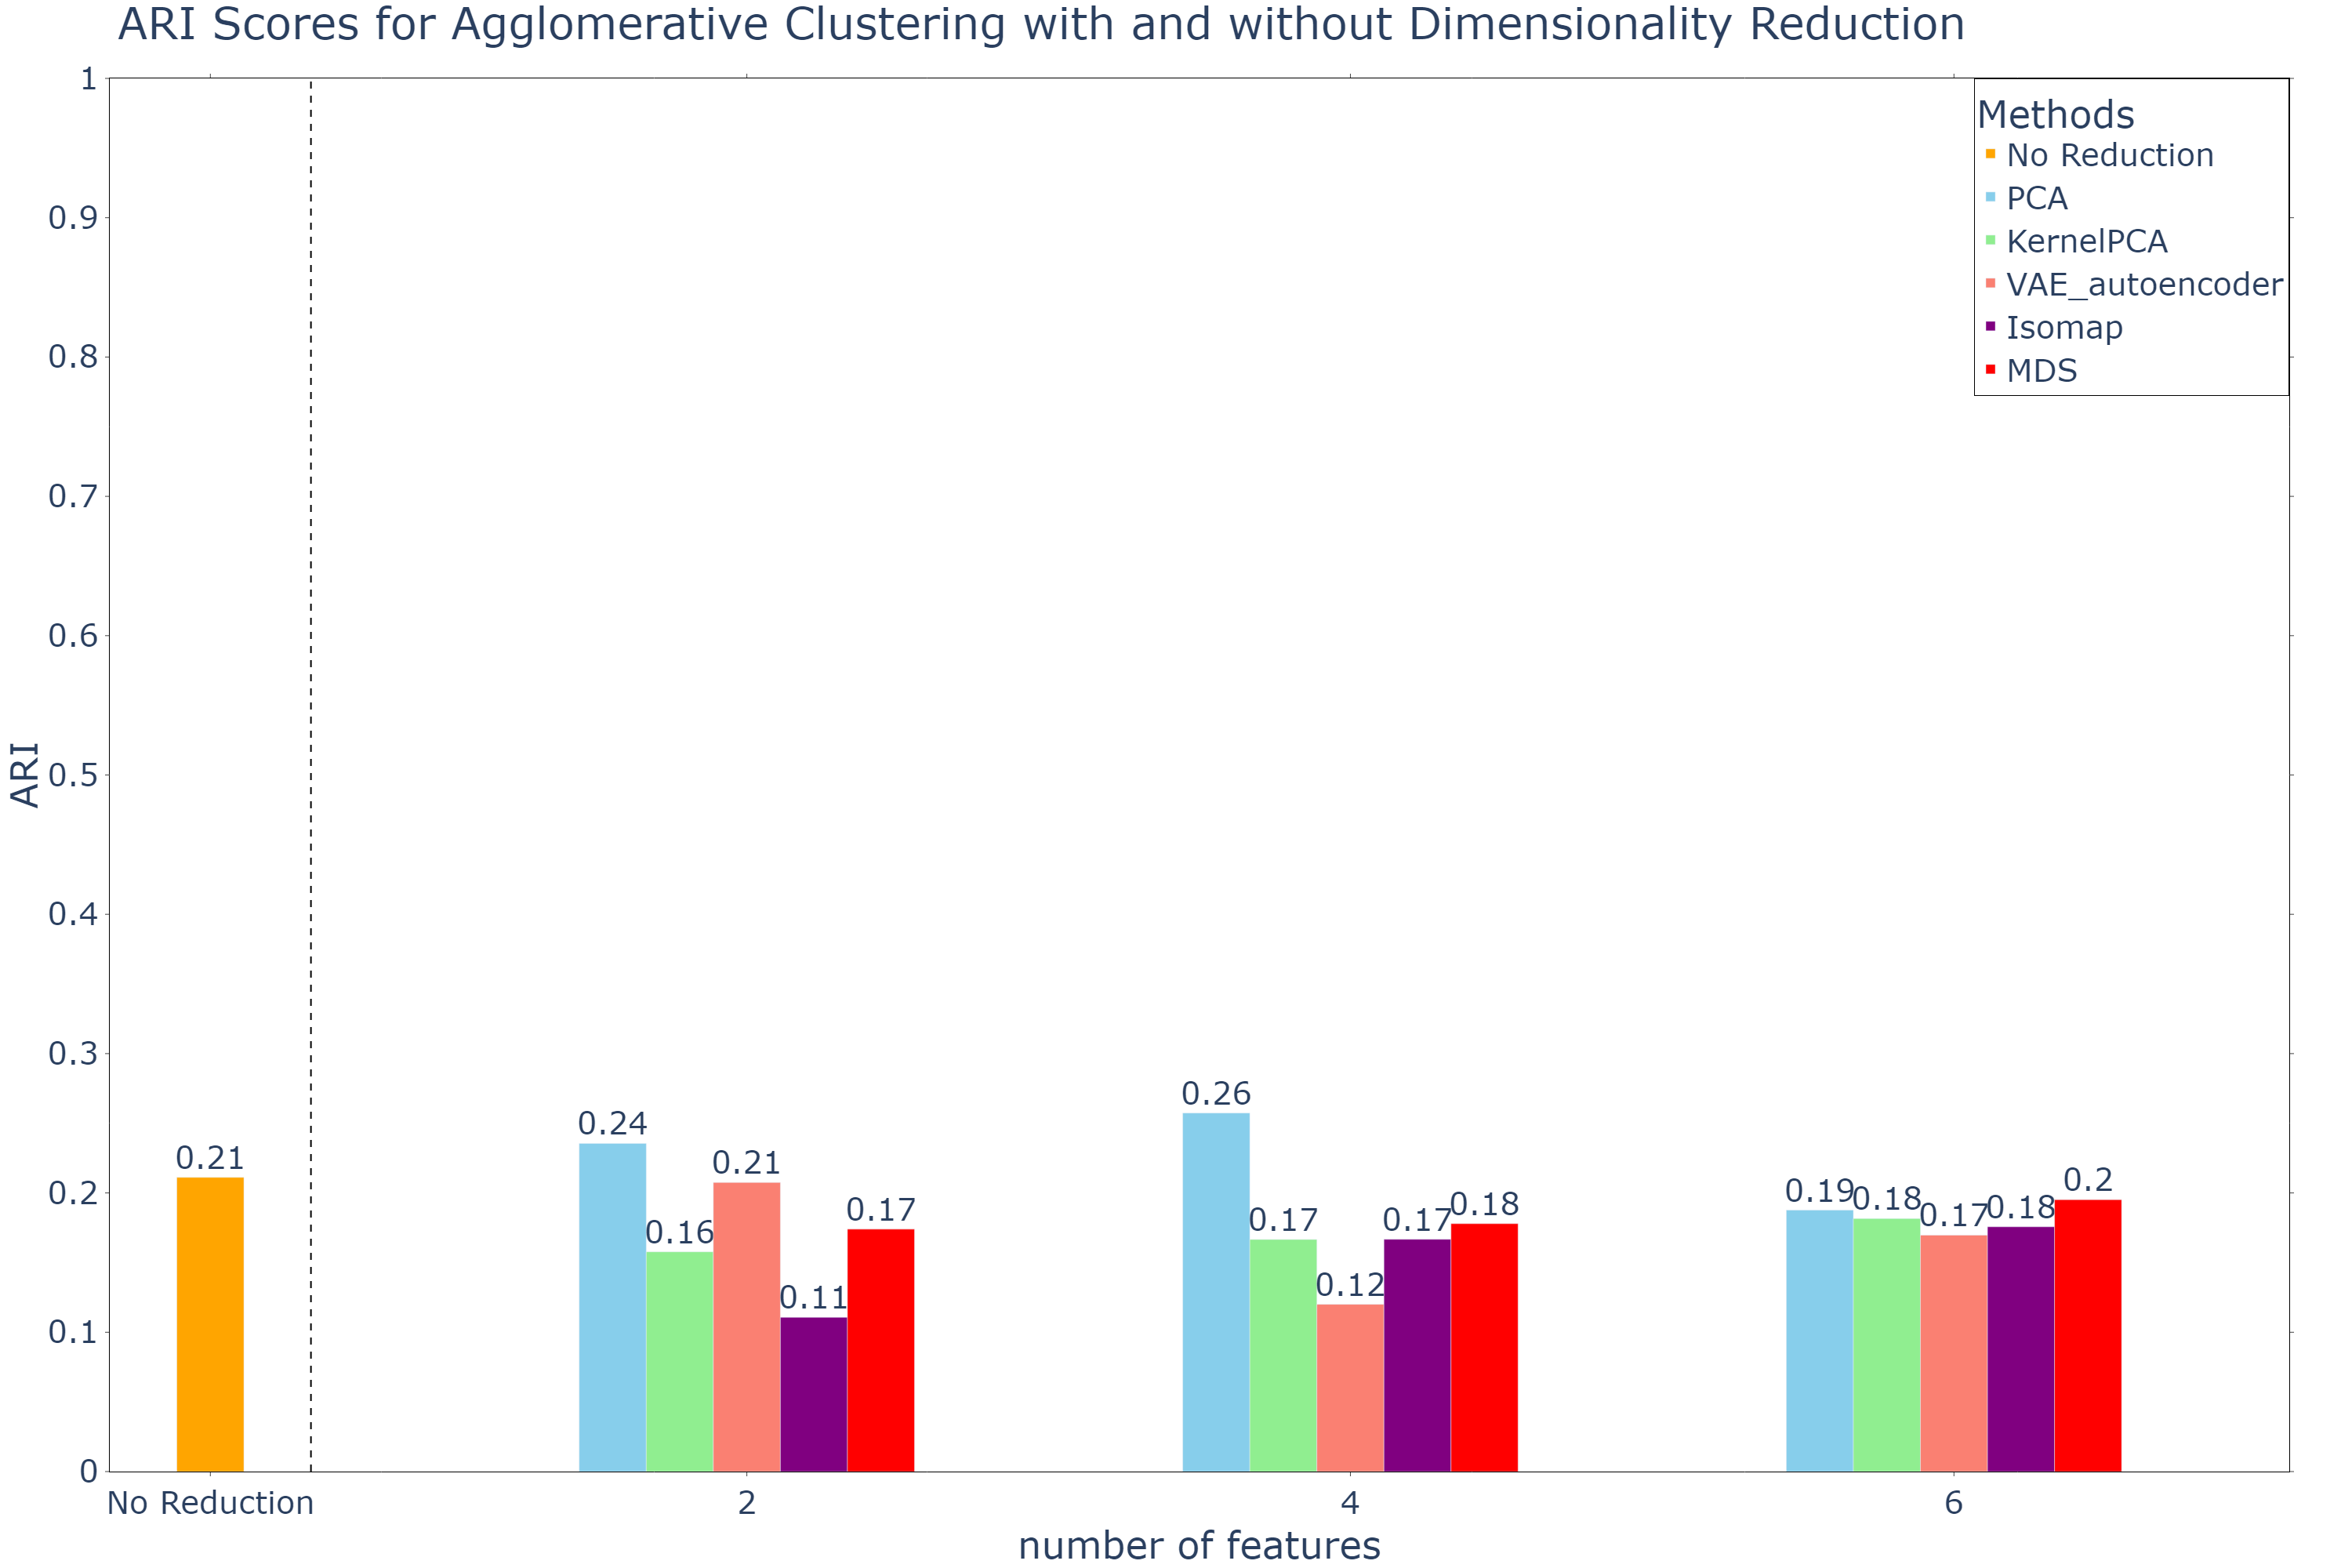 ARI Scores for Agglomerative Clustering with and without Dimensionality Reduction
1
0.9
0.8
0.7
0.6
0.5
0.4
0.3
0.2
0.1
0
ARI
Methods
No Reduction
PCA
KernelPCA
VAE_autoencoder
Isomap
MDS
0.21
0.24
0.16
0.21
0.11
0.17
0.26
0.17
0.12
0.17
0.18
0.19
0.18
0.17
0.18
0.2
No Reduction
2
4
6
number of features